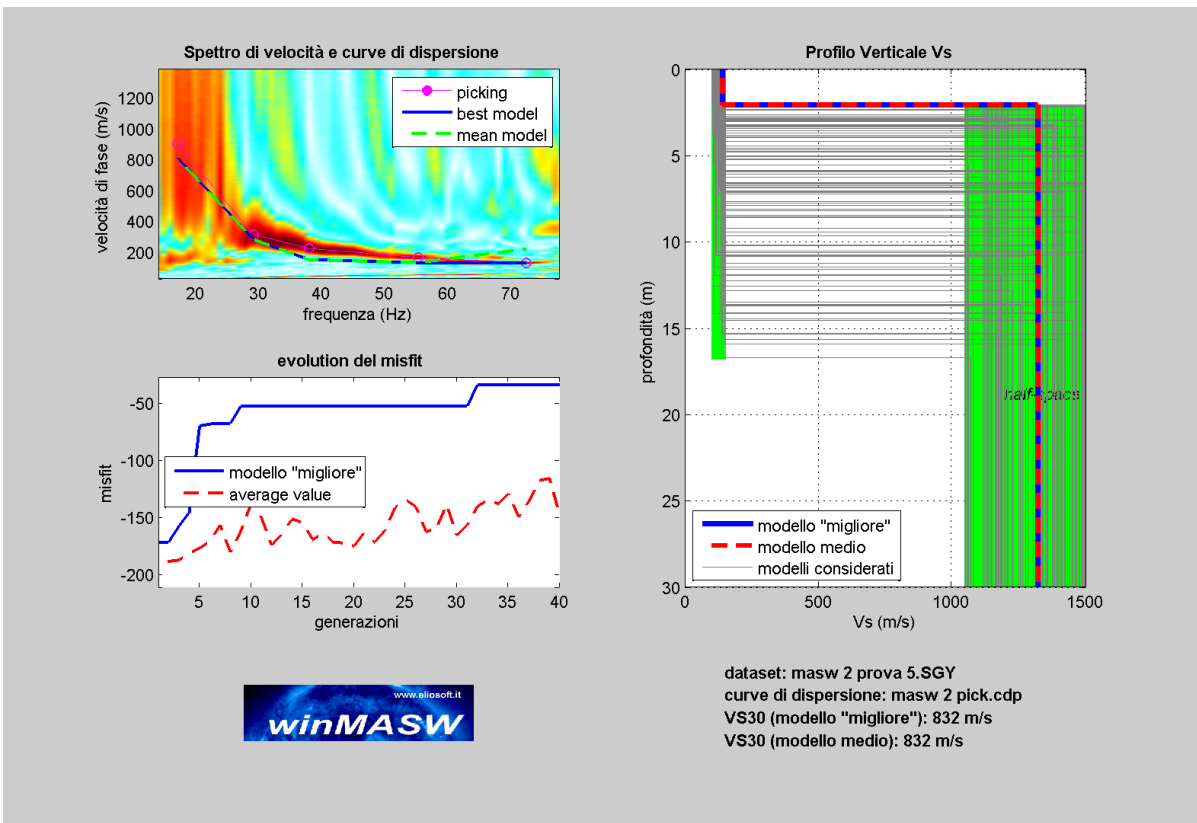 Spettro di velocità e curve di dispersione
velocità di fase (m/s)
1200
1000
800
600
400
200
picking
best model
mean model
20 30 40 50 60 70
frequenza (Hz)
evolution del misfit
misfit
-50
-100
-150
-200
modello "migliore"
average value
5 10 15 20 25 30 35 40
generazioni
Profilo Verticale Vs
profondità (m)
0
5
10
15
20
25
30
half-space
modello "migliore"
modello medio
modelli considerati
0 500 1000 1500
Vs (m/s)
www.eliosoft.it
winMASW
dataset: masw 2 prova 5.SGY
curve di dispersione: masw 2 pick.cdp
VS30 (modello "migliore"): 832 m/s
VS30 (modello medio): 832 m/s